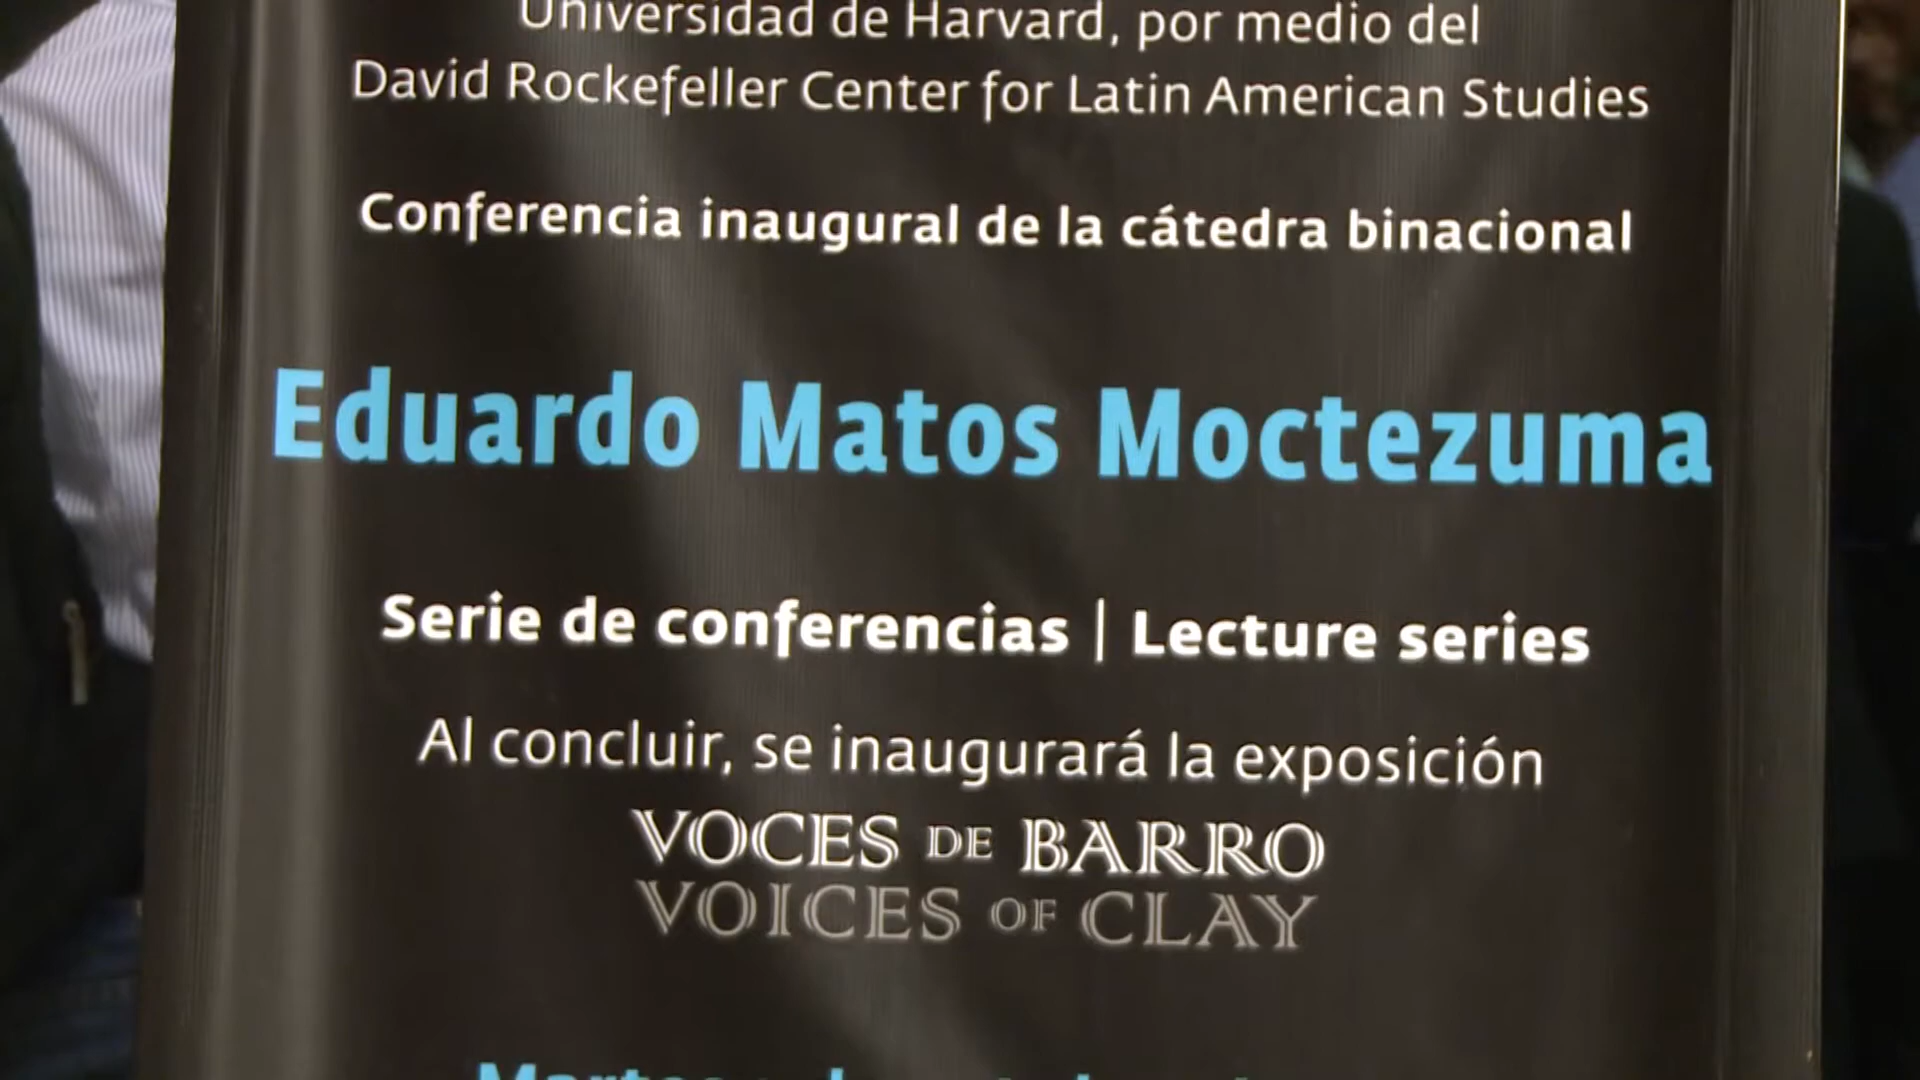 Universidad de Harvard, por medio del
David Rockefeller Center for Latin American Studies
Conferencia inaugural de la cátedra binacional
Eduardo Matos Moctezuma
Serie de conferencias | Lecture series
Al concluir, se inaugurará la exposición
VOCES DE BARRO
VOICES OF CLAY
Martes